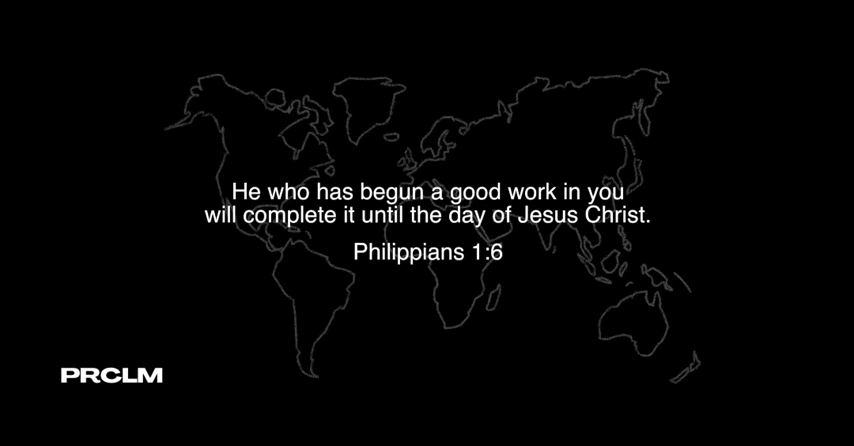 He who has begun a good work in you
will complete it until the day of Jesus Christ.
Philippians 1:6
PRCLM